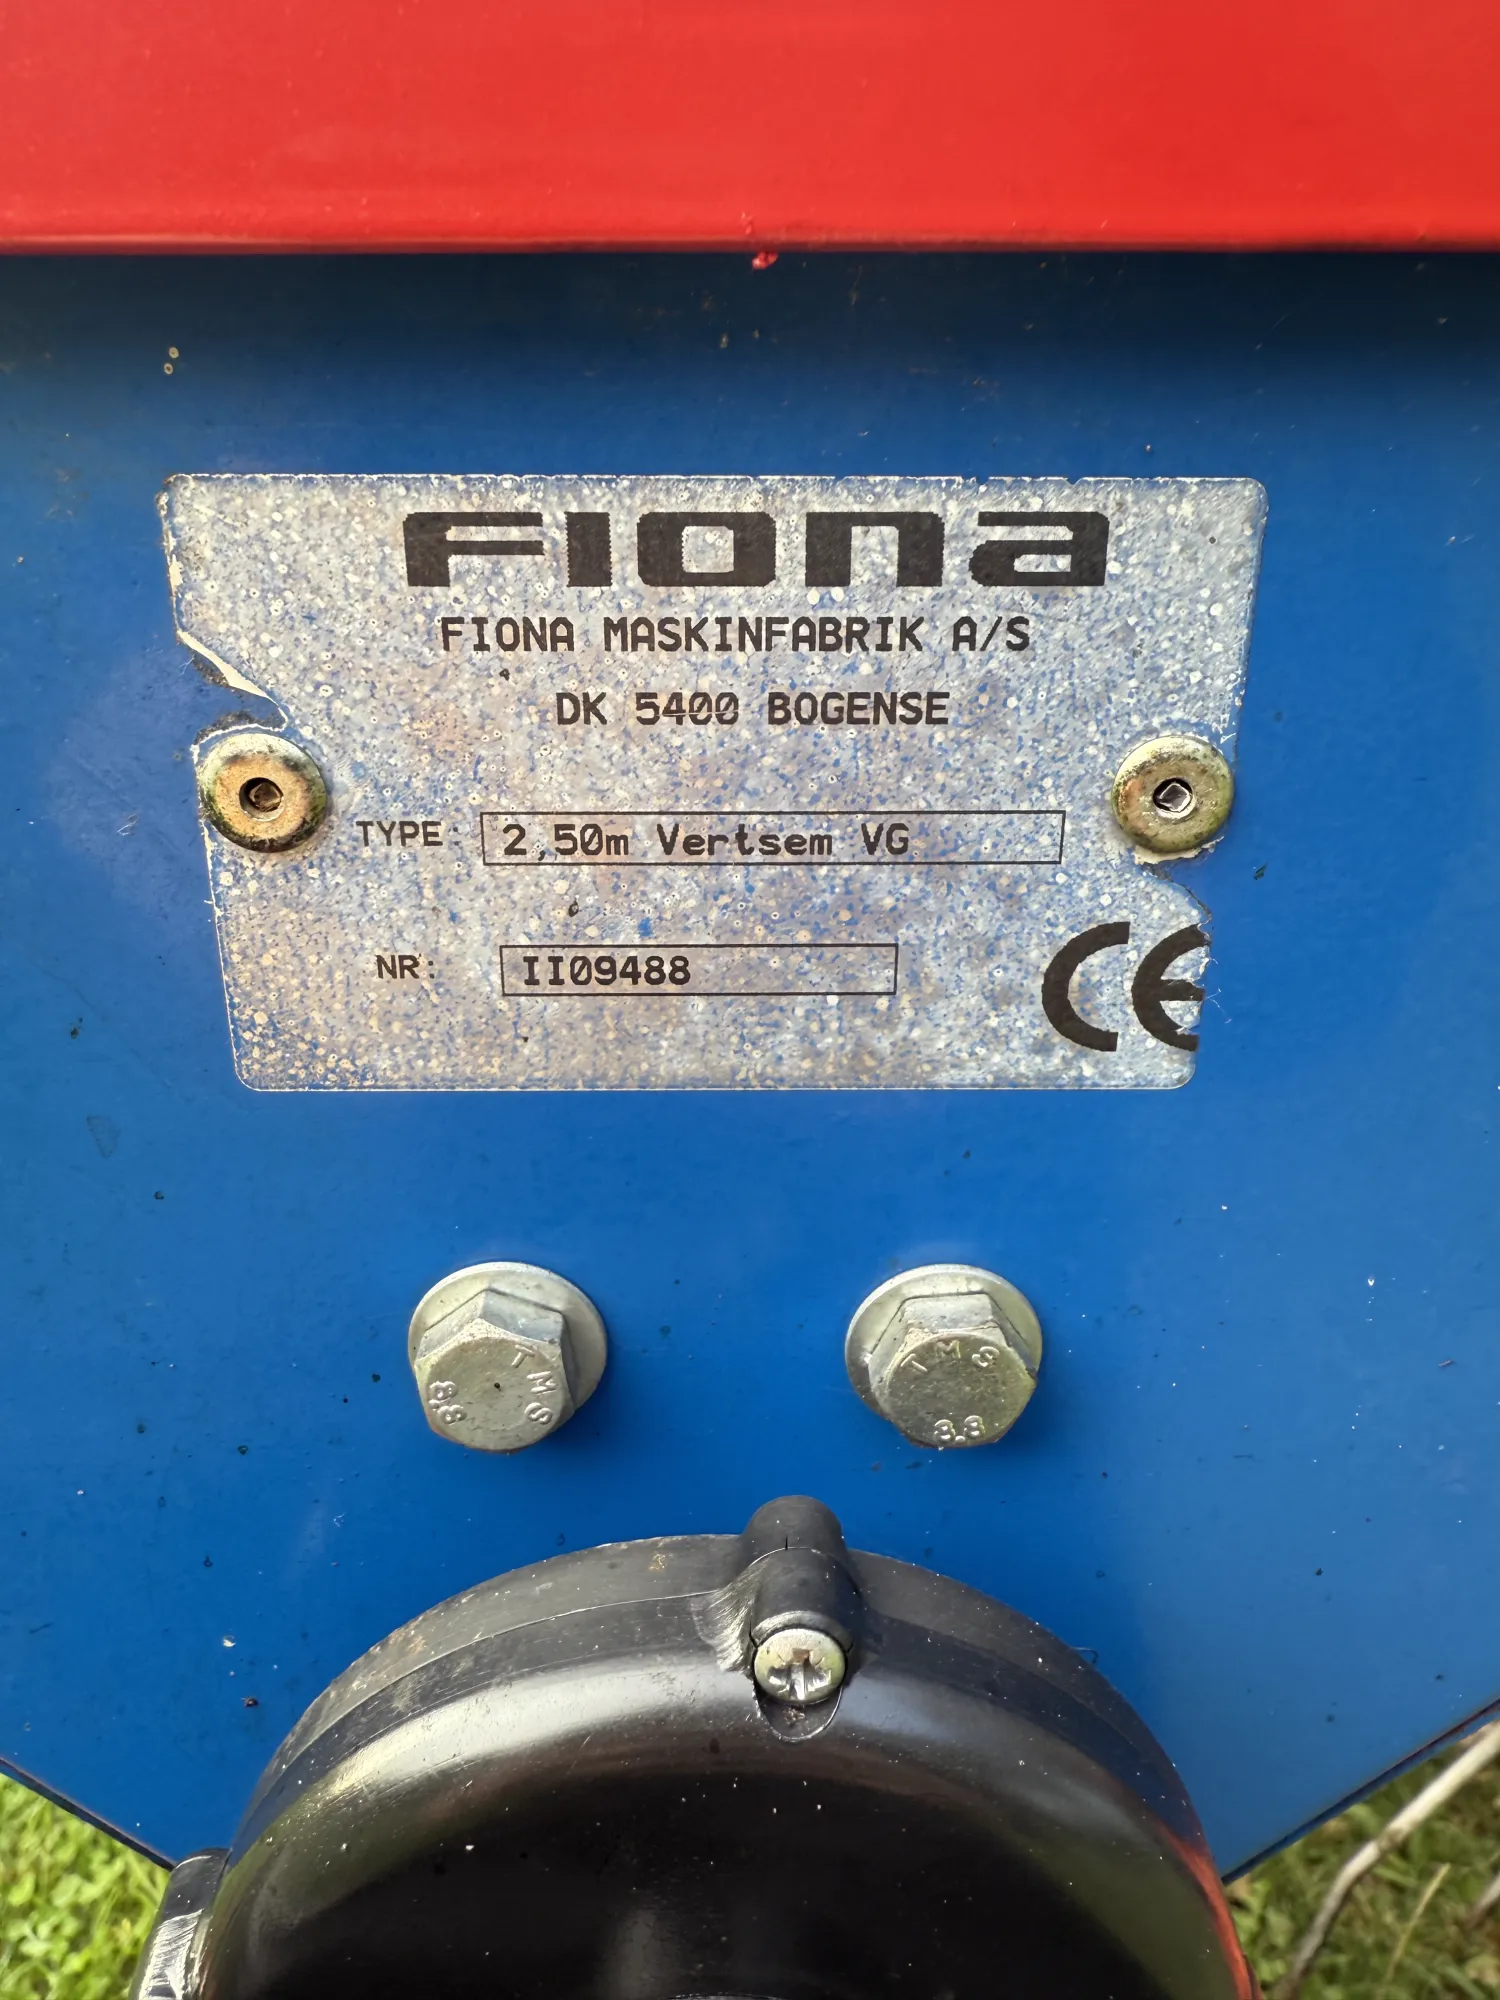 FIONA
FIONA MASKINFABRIK A/S
DK 5400 BOGENSE
TYPE: 2,50m Vertsem VG
NR: II09488
CE
TMS
8.8
TMS
8.8